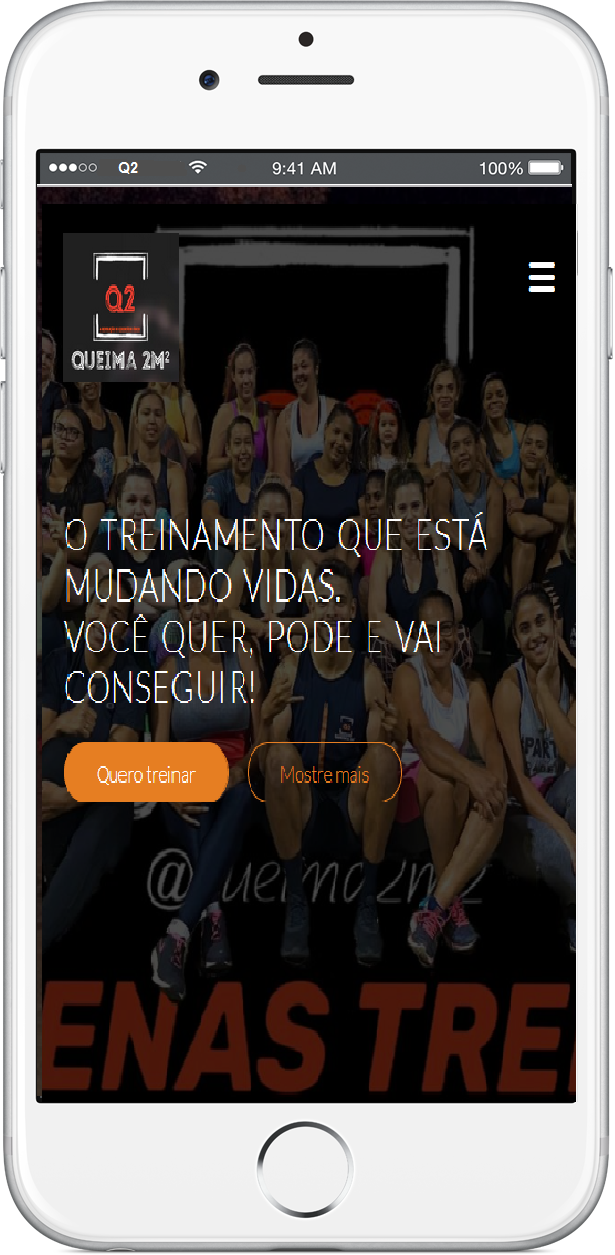 Q2
9:41 AM
100%
Q2
QUEIMA 2M²
O TREINAMENTO QUE ESTÁ
MUDANDO VIDAS.
VOCÊ QUER, PODE E VAI
CONSEGUIR!
Quero treinar
Mostre mais
@queima2m2
ENAS TRE